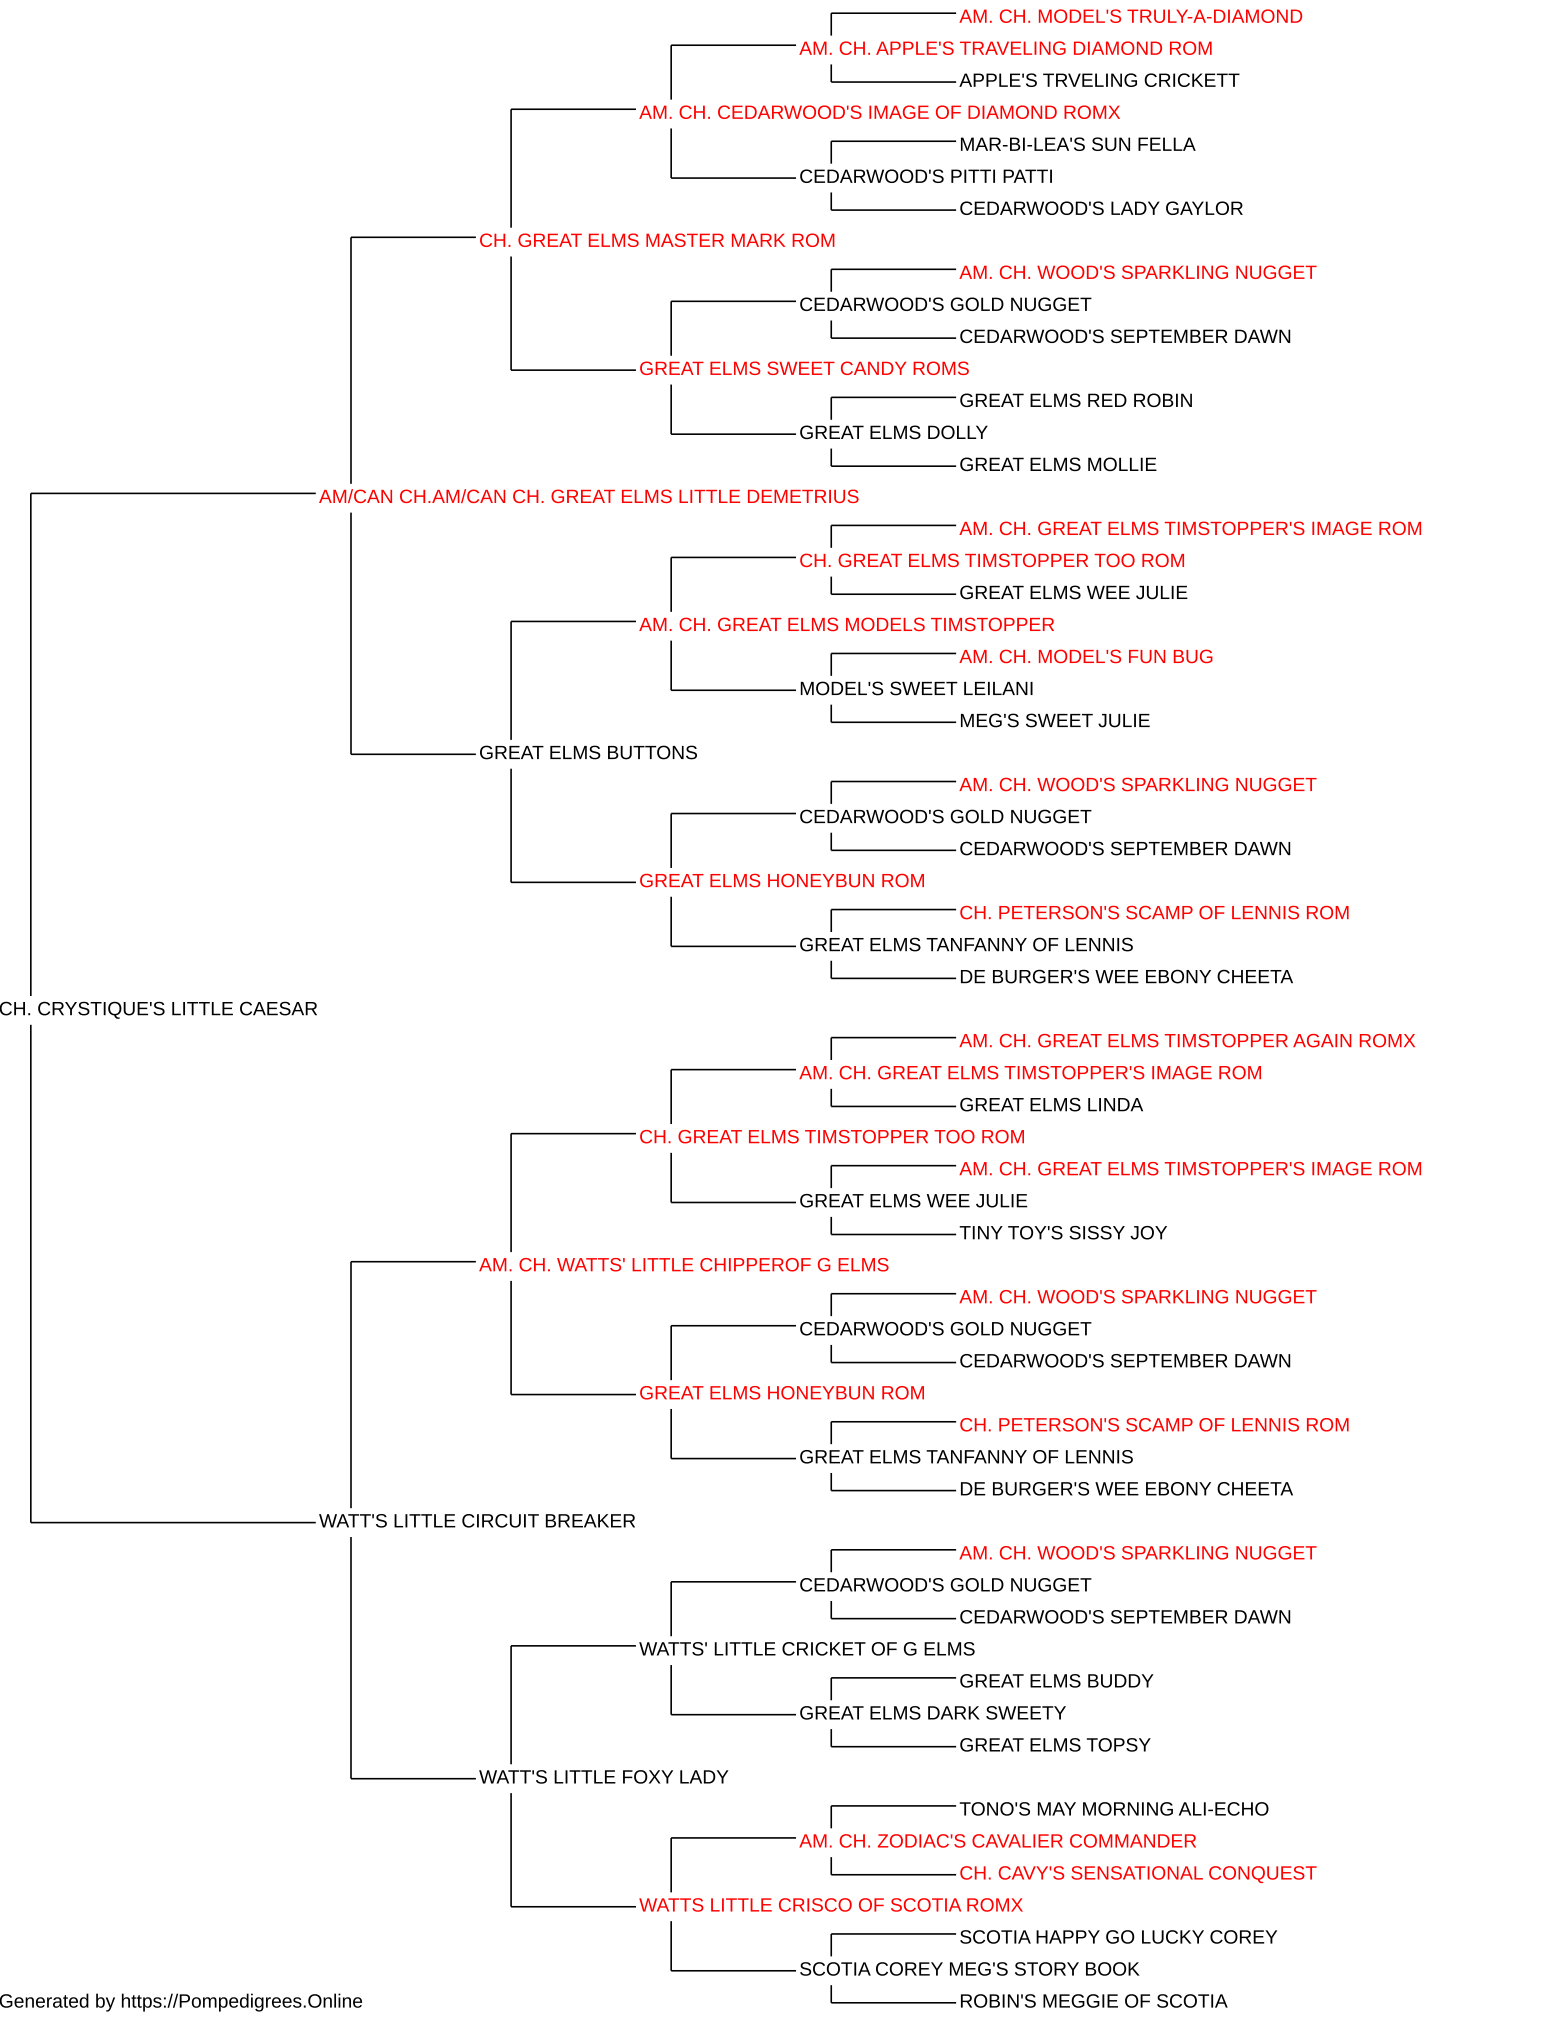 AM. CH. MODEL'S TRULY-A-DIAMOND
AM. CH. APPLE'S TRAVELING DIAMOND ROM
APPLE'S TRVELING CRICKETT
AM. CH. CEDARWOOD'S IMAGE OF DIAMOND ROMX
MAR-BI-LEA'S SUN FELLA
CEDARWOOD'S PITTI PATTI
CEDARWOOD'S LADY GAYLOR
CH. GREAT ELMS MASTER MARK ROM
AM. CH. WOOD'S SPARKLING NUGGET
CEDARWOOD'S GOLD NUGGET
CEDARWOOD'S SEPTEMBER DAWN
GREAT ELMS SWEET CANDY ROMS
GREAT ELMS RED ROBIN
GREAT ELMS DOLLY
GREAT ELMS MOLLIE
AM/CAN CH.AM/CAN CH. GREAT ELMS LITTLE DEMETRIUS
AM. CH. GREAT ELMS TIMSTOPPER'S IMAGE ROM
CH. GREAT ELMS TIMSTOPPER TOO ROM
GREAT ELMS WEE JULIE
AM. CH. GREAT ELMS MODELS TIMSTOPPER
AM. CH. MODEL'S FUN BUG
MODEL'S SWEET LEILANI
MEG'S SWEET JULIE
GREAT ELMS BUTTONS
AM. CH. WOOD'S SPARKLING NUGGET
CEDARWOOD'S GOLD NUGGET
CEDARWOOD'S SEPTEMBER DAWN
GREAT ELMS HONEYBUN ROM
CH. PETERSON'S SCAMP OF LENNIS ROM
GREAT ELMS TANFANNY OF LENNIS
DE BURGER'S WEE EBONY CHEETA
CH. CRYSTIQUE'S LITTLE CAESAR
AM. CH. GREAT ELMS TIMSTOPPER AGAIN ROMX
AM. CH. GREAT ELMS TIMSTOPPER'S IMAGE ROM
GREAT ELMS LINDA
CH. GREAT ELMS TIMSTOPPER TOO ROM
AM. CH. GREAT ELMS TIMSTOPPER'S IMAGE ROM
GREAT ELMS WEE JULIE
TINY TOY'S SISSY JOY
AM. CH. WATTS' LITTLE CHIPPEROF G ELMS
AM. CH. WOOD'S SPARKLING NUGGET
CEDARWOOD'S GOLD NUGGET
CEDARWOOD'S SEPTEMBER DAWN
GREAT ELMS HONEYBUN ROM
CH. PETERSON'S SCAMP OF LENNIS ROM
GREAT ELMS TANFANNY OF LENNIS
DE BURGER'S WEE EBONY CHEETA
WATT'S LITTLE CIRCUIT BREAKER
AM. CH. WOOD'S SPARKLING NUGGET
CEDARWOOD'S GOLD NUGGET
CEDARWOOD'S SEPTEMBER DAWN
WATTS' LITTLE CRICKET OF G ELMS
GREAT ELMS BUDDY
GREAT ELMS DARK SWEETY
GREAT ELMS TOPSY
WATT'S LITTLE FOXY LADY
TONO'S MAY MORNING ALI-ECHO
AM. CH. ZODIAC'S CAVALIER COMMANDER
CH. CAVY'S SENSATIONAL CONQUEST
WATTS LITTLE CRISCO OF SCOTIA ROMX
SCOTIA HAPPY GO LUCKY COREY
SCOTIA COREY MEG'S STORY BOOK
ROBIN'S MEGGIE OF SCOTIA
Generated by https://Pompedigrees.Online